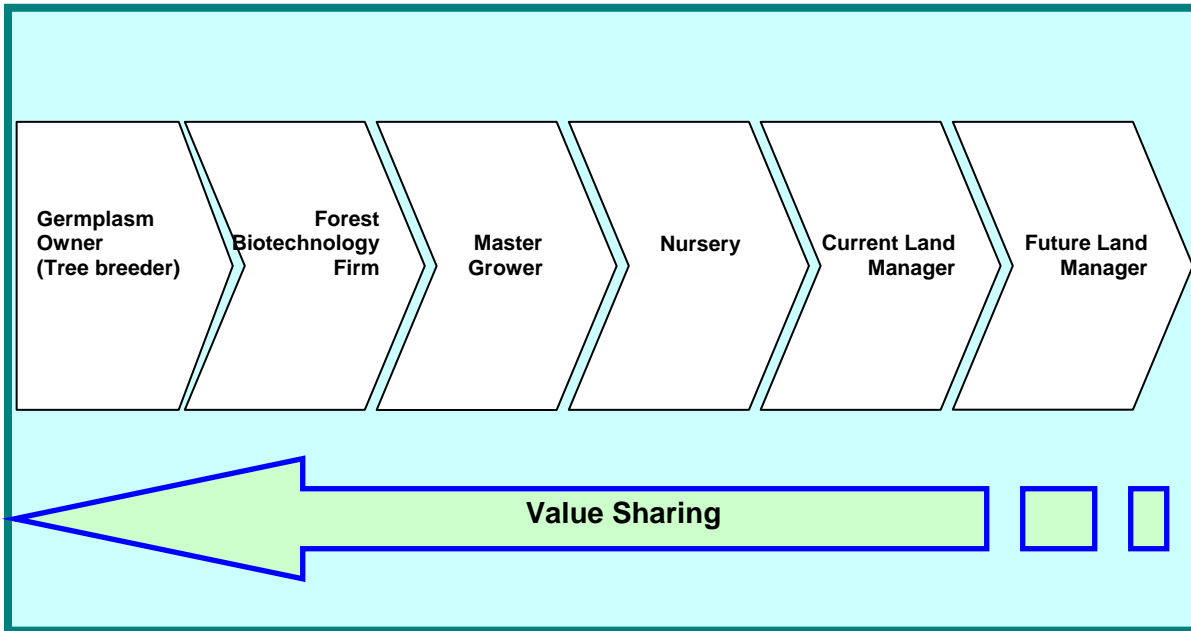 Germplasm
Owner
(Tree breeder)
Forest
Biotechnology
Firm
Master
Grower
Nursery
Current Land
Manager
Future Land
Manager
Value Sharing